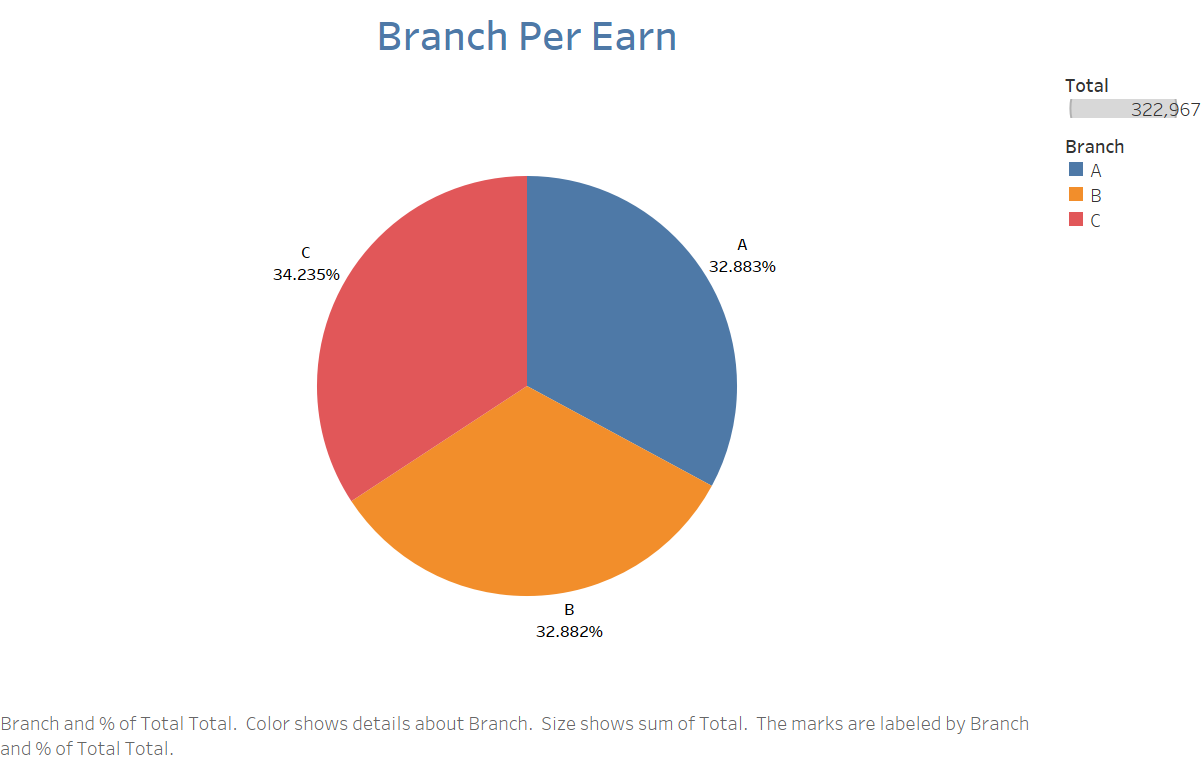 Branch Per Earn
Total
322,967
Branch
A
B
C
C
34.235%
A
32.883%
B
32.882%
Branch and % of Total Total.  Color shows details about Branch.  Size shows sum of Total.  The marks are labeled by Branch
and % of Total Total.